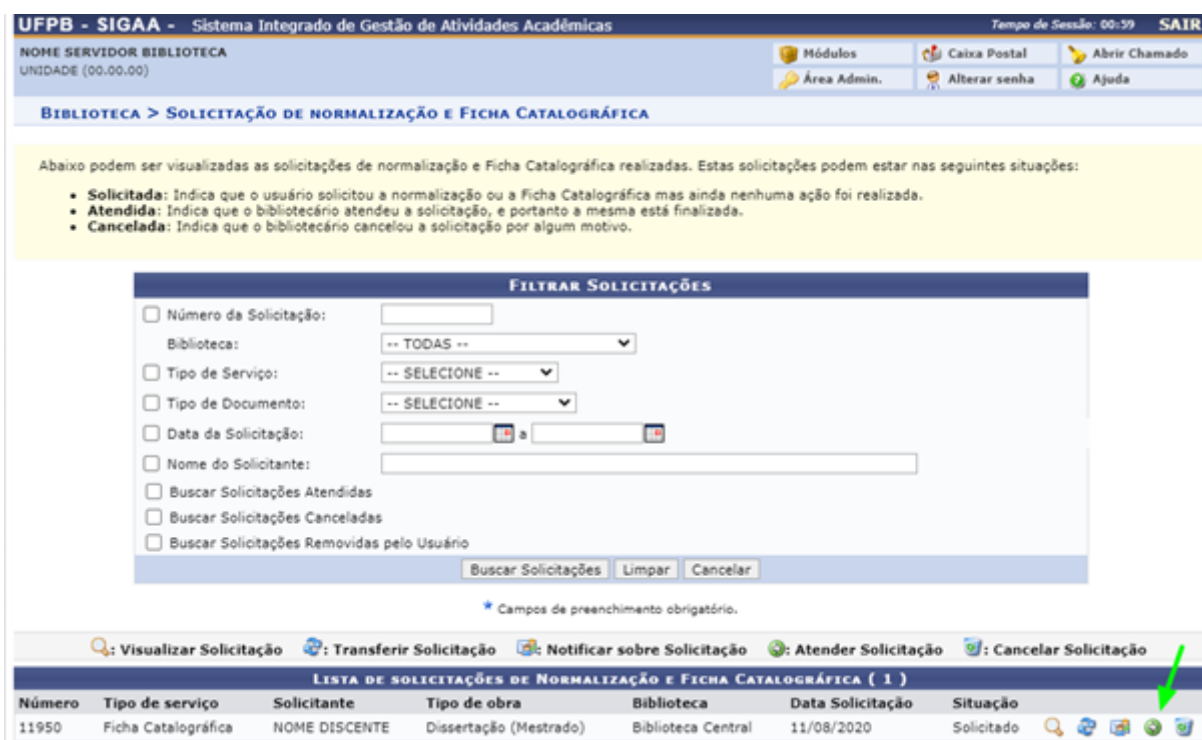 UFPB - SIGAA - Sistema Integrado de Gestão de Atividades Acadêmicas Tempo de Sessão: 00:59 SAIR
NOME SERVIDOR BIBLIOTECA Módulos Caixa Postal Abrir Chamado
UNIDADE (00.00.00) Área Admin. Alterar senha Ajuda
BIBLIOTECA > SOLICITAÇÃO DE NORMALIZAÇÃO E FICHA CATALOGRÁFICA
Abaixo podem ser visualizadas as solicitações de normalização e Ficha Catalográfica realizadas. Estas solicitações podem estar nas seguintes situações:
• Solicitada: Indica que o usuário solicitou a normalização ou a Ficha Catalográfica mas ainda nenhuma ação foi realizada.
• Atendida: Indica que o bibliotecário atendeu a solicitação, e portanto a mesma está finalizada.
• Cancelada: Indica que o bibliotecário cancelou a solicitação por algum motivo.
FILTRAR SOLICITAÇÕES
Número da Solicitação:
Biblioteca: -- TODAS --
Tipo de Serviço: -- SELECIONE --
Tipo de Documento: -- SELECIONE --
Data da Solicitação: a
Nome do Solicitante:
Buscar Solicitações Atendidas
Buscar Solicitações Canceladas
Buscar Solicitações Removidas pelo Usuário
Buscar Solicitações Limpar Cancelar
* Campos de preenchimento obrigatório.
: Visualizar Solicitação : Transferir Solicitação : Notificar sobre Solicitação : Atender Solicitação : Cancelar Solicitação
LISTA DE SOLICITAÇÕES DE NORMALIZAÇÃO E FICHA CATALOGRÁFICA ( 1 )
Número Tipo de serviço Solicitante Tipo de obra Biblioteca Data Solicitação Situação
11950 Ficha Catalográfica NOME DISCENTE Dissertação (Mestrado) Biblioteca Central 11/08/2020 Solicitado